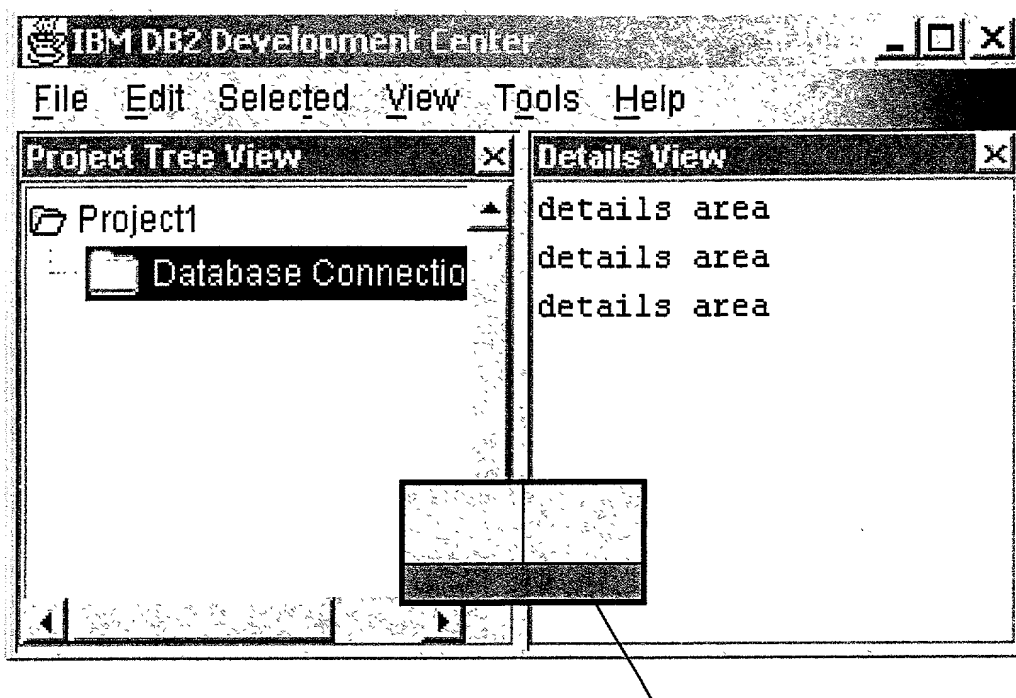 IBM DB2 Development Center
File Edit Selected View Tools Help
Project Tree View
Project1
Database Connectio
Details View
details area
details area
details area